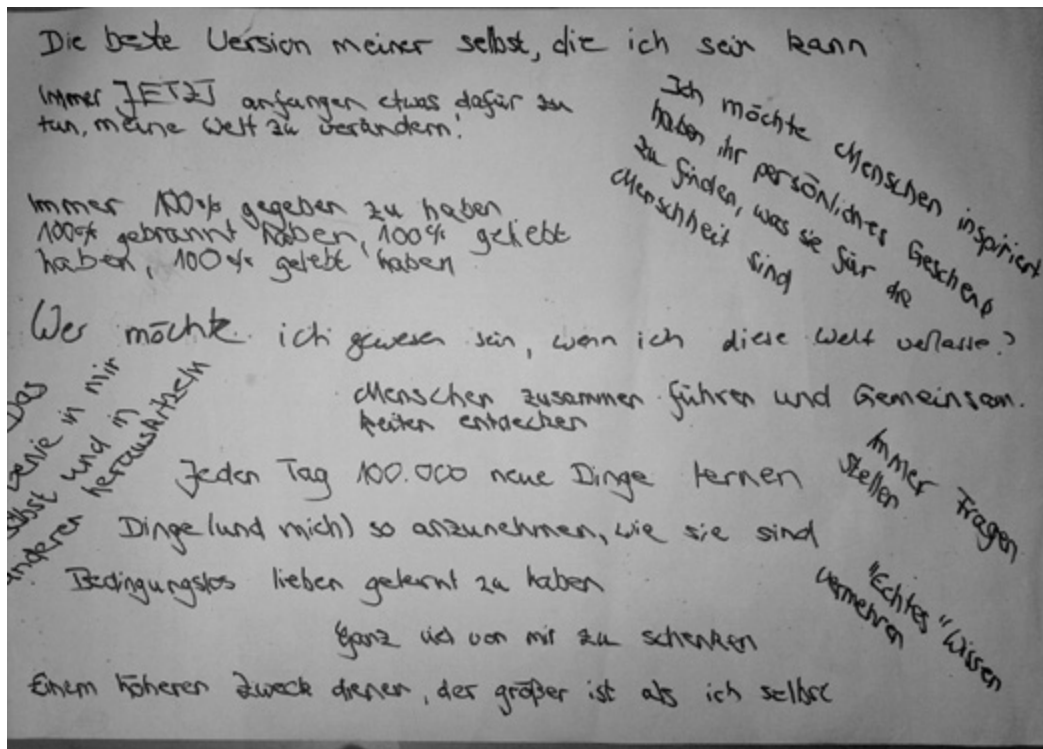 Die beste Version meiner selbst, die ich sein kann
Immer JETZT anfangen etwas dafür zu
tun, meine Welt zu verändern!
Ich möchte Menschen inspiriert
haben ihr persönliches Geschenk
zu finden, was sie für die
Menschheit sind
Immer 100% gegeben zu haben
100% gebrannt haben, 100% geliebt
haben, 100% gelebt haben
Wer möchte ich gewesen sein, wenn ich diese Welt verlasse?
Das
Genie in mir
selbst und in
anderen herauskitzeln
Menschen zusammen führen und Gemeinsam.
keiten entdecken
Immer Fragen
stellen
Jeden Tag 100.000 neue Dinge lernen
Dinge (und mich) so anzunehmen, wie sie sind
Bedingungslos lieben gelernt zu haben
"Echtes" Wissen
vermehren
Ganz viel von mir zu schenken
Einem höheren Zweck dienen, der größer ist als ich selbst